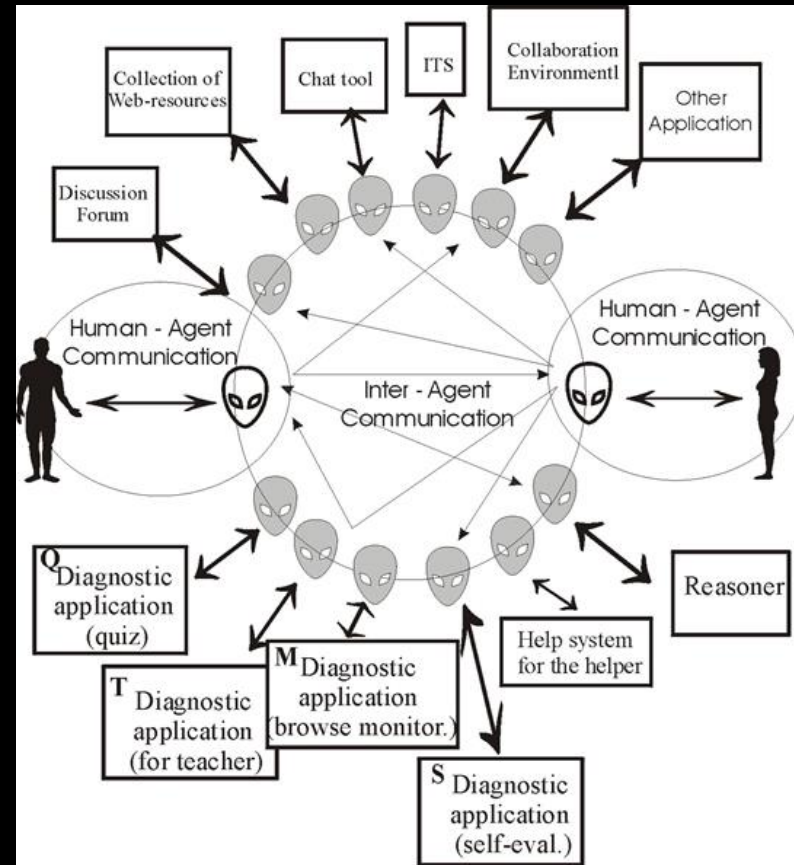 Collection of
Web-resources
Chat tool
ITS
Collaboration
Environmentl
Other
Application
Discussion
Forum
Human - Agent
Communication
Human - Agent
Communication
Inter - Agent
Communication
Q
Diagnostic
application
(quiz)
T
Diagnostic
application
(for teacher)
M
Diagnostic
application
(browse monitor.)
S
Diagnostic
application
(self-eval.)
Help system
for the helper
Reasoner